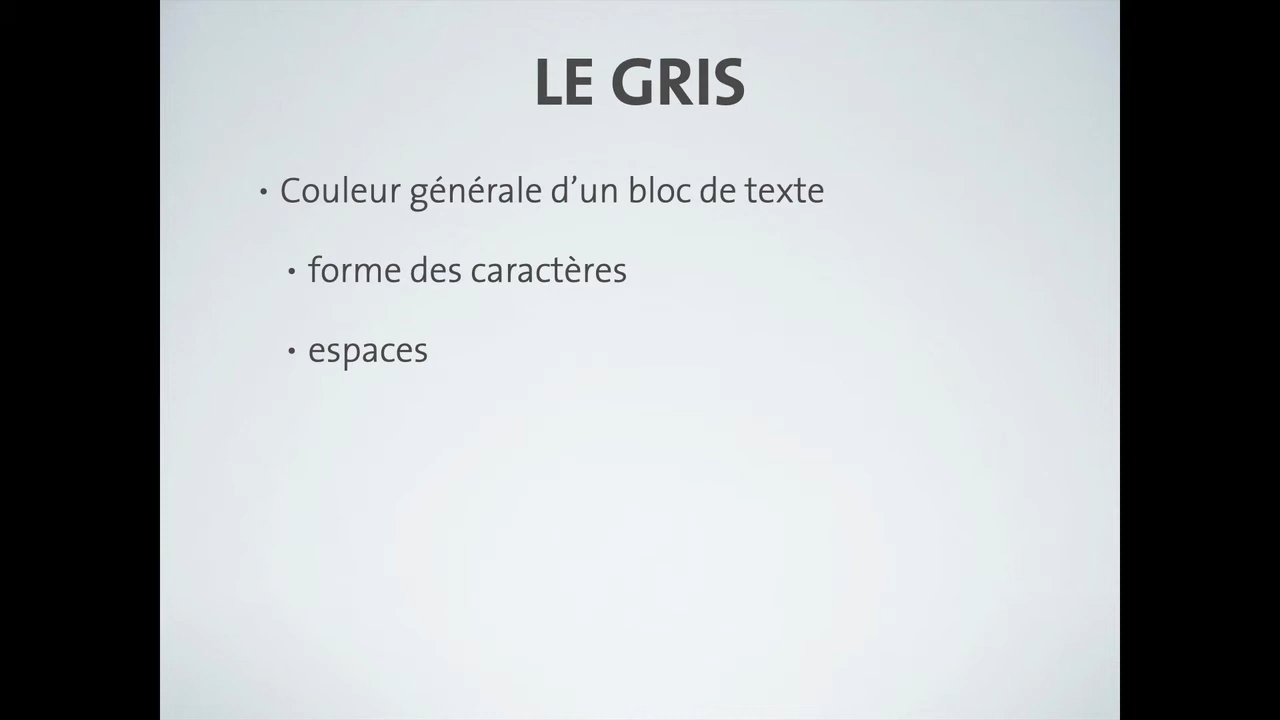 LE GRIS
• Couleur générale d’un bloc de texte
• forme des caractères
• espaces